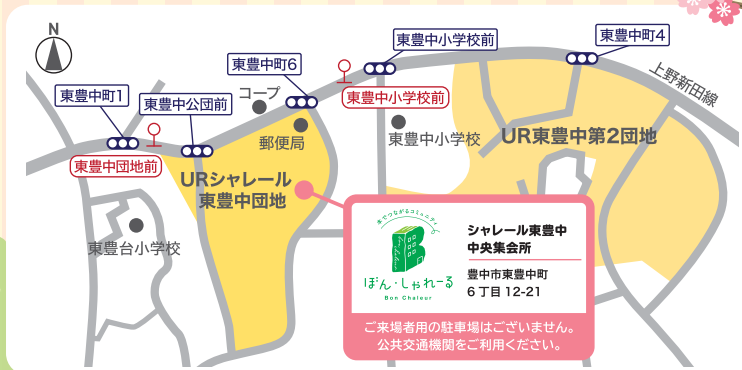 N
東豊中町4
東豊中小学校前
上野新田線
東豊中町6
コープ
東豊中小学校前
東豊中町1
東豊中公団前
郵便局
東豊中小学校
UR東豊中第2団地
東豊中団地前
URシャレール
東豊中団地
東豊台小学校
本でつながるコミュニティ
Bon Chaleur
ぼん・しゃれーる
Bon Chaleur
シャレール東豊中
中央集会所
豊中市東豊中町
6丁目12-21
ご来場者用の駐車場はございません。
公共交通機関をご利用ください。